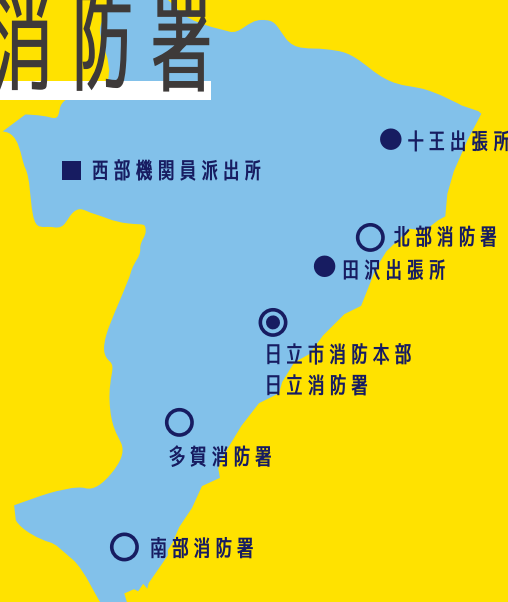 消防署
十王出張所
西部機関員派出所
北部消防署
田沢出張所
日立市消防本部
日立消防署
多賀消防署
南部消防署